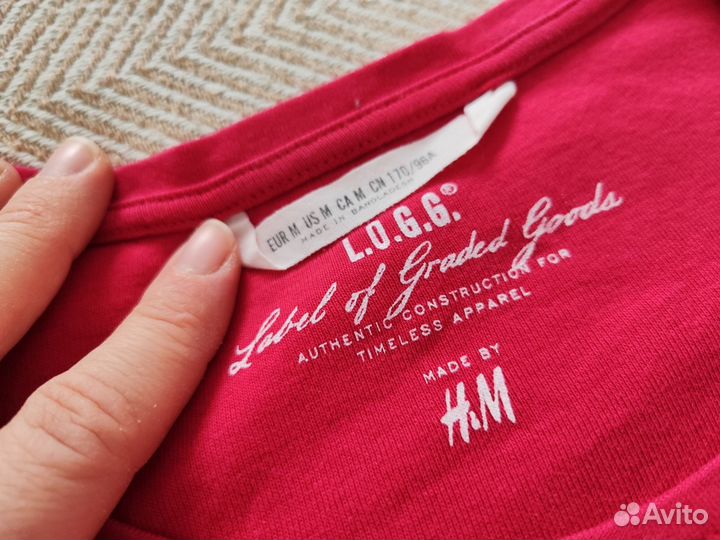 EUR M US M CA M CN 170/96A
MADE IN BANGLADESH
L.O.G.G.®
Label of Graded Goods
AUTHENTIC CONSTRUCTION FOR
TIMELESS APPAREL
MADE BY
H&M
Avito